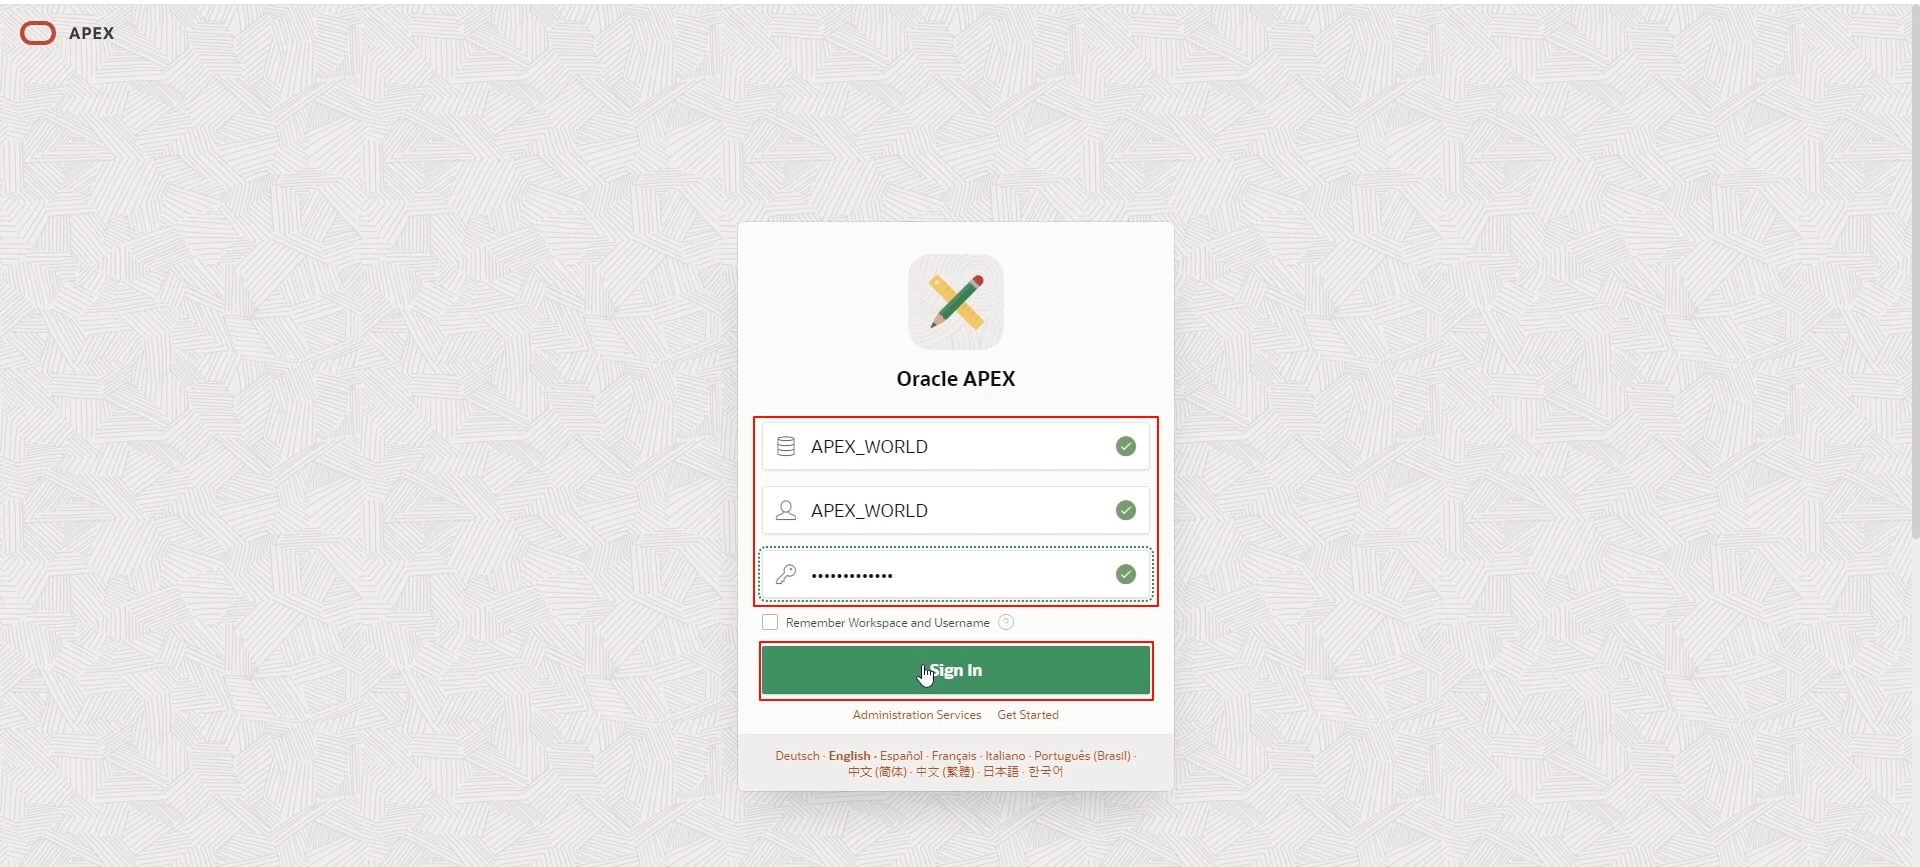 APEX
Oracle APEX
APEX_WORLD
APEX_WORLD
•••••••••••••
Remember Workspace and Username ?
Sign In
Administration Services Get Started
Deutsch · English · Español · Français · Italiano · Português (Brasil) ·
中文 (简体) · 中文 (繁體) · 日本語 · 한국어